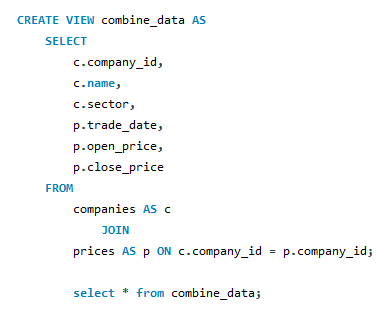 CREATE VIEW combine_data AS
SELECT
c.company_id,
c.name,
c.sector,
p.trade_date,
p.open_price,
p.close_price
FROM
companies AS c
JOIN
prices AS p ON c.company_id = p.company_id;
select * from combine_data;